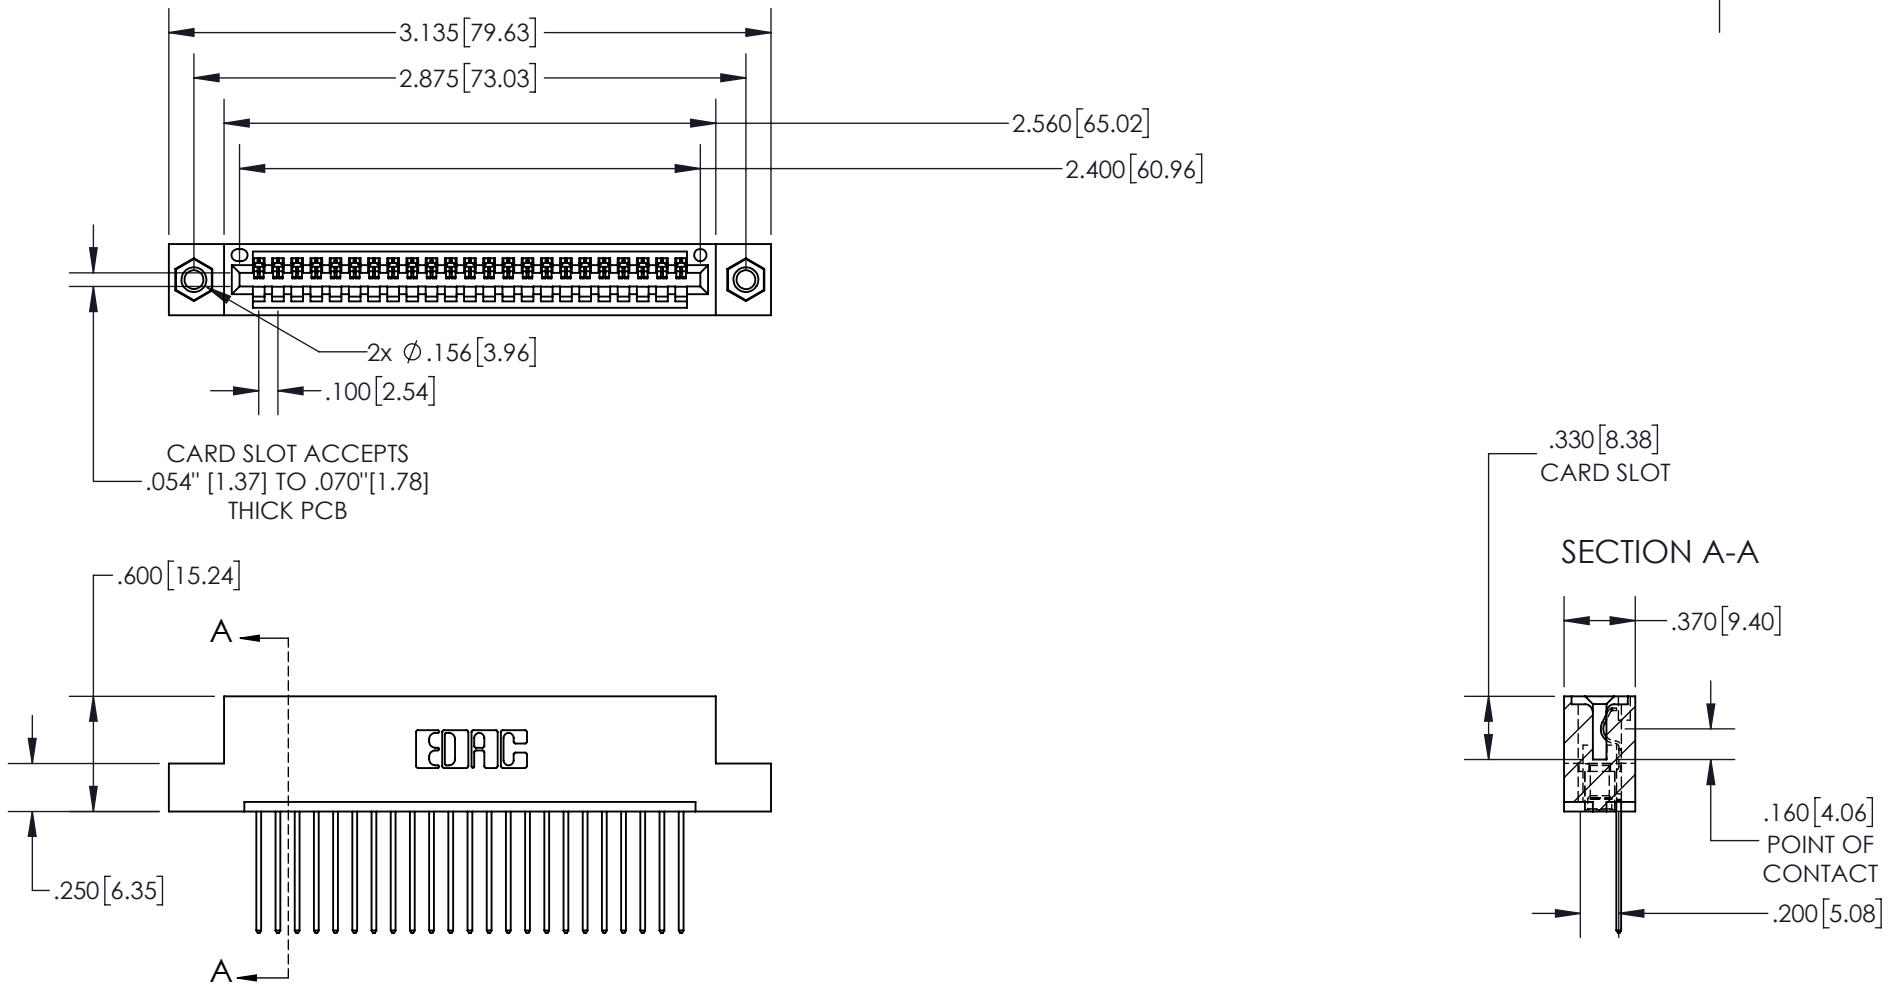 3.135[79.63]
2.875[73.03]
2.560[65.02]
2.400[60.96]
2x Ø.156[3.96]
.100[2.54]
CARD SLOT ACCEPTS
.054" [1.37] TO .070"[1.78]
THICK PCB
.330[8.38]
CARD SLOT
SECTION A-A
.600[15.24]
A
.370[9.40]
EDAC
.160[4.06]
POINT OF
CONTACT
.250[6.35]
.200[5.08]
A